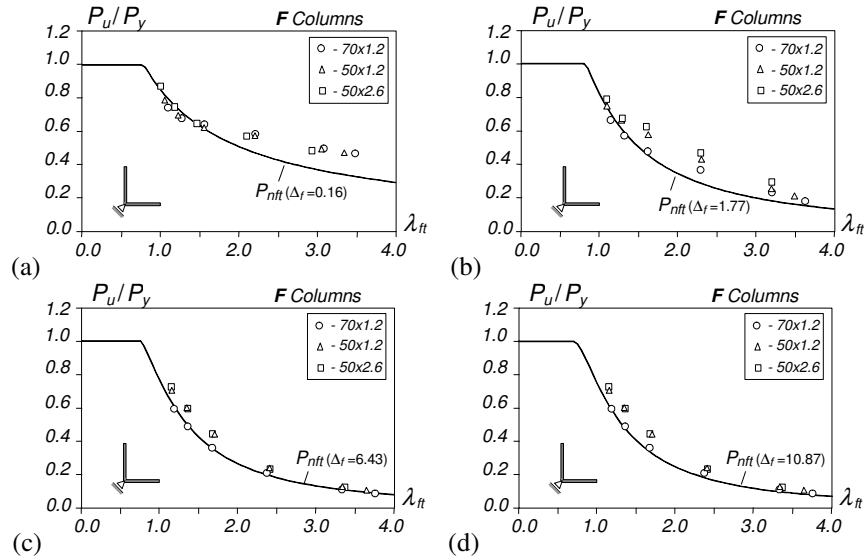 P_u/P_y F Columns
1.2
1.0
0.8
0.6
0.4
0.2
0.0
○ - 70x1.2
△ - 50x1.2
□ - 50x2.6
P_nft (Δ_f=0.16)
0.0 1.0 2.0 3.0 4.0
λ_ft
(a)
P_u/P_y F Columns
1.2
1.0
0.8
0.6
0.4
0.2
0.0
○ - 70x1.2
△ - 50x1.2
□ - 50x2.6
P_nft (Δ_f=1.77)
0.0 1.0 2.0 3.0 4.0
λ_ft
(b)
P_u/P_y F Columns
1.2
1.0
0.8
0.6
0.4
0.2
0.0
○ - 70x1.2
△ - 50x1.2
□ - 50x2.6
P_nft (Δ_f=6.43)
0.0 1.0 2.0 3.0 4.0
λ_ft
(c)
P_u/P_y F Columns
1.2
1.0
0.8
0.6
0.4
0.2
0.0
○ - 70x1.2
△ - 50x1.2
□ - 50x2.6
P_nft (Δ_f=10.87)
0.0 1.0 2.0 3.0 4.0
λ_ft
(d)